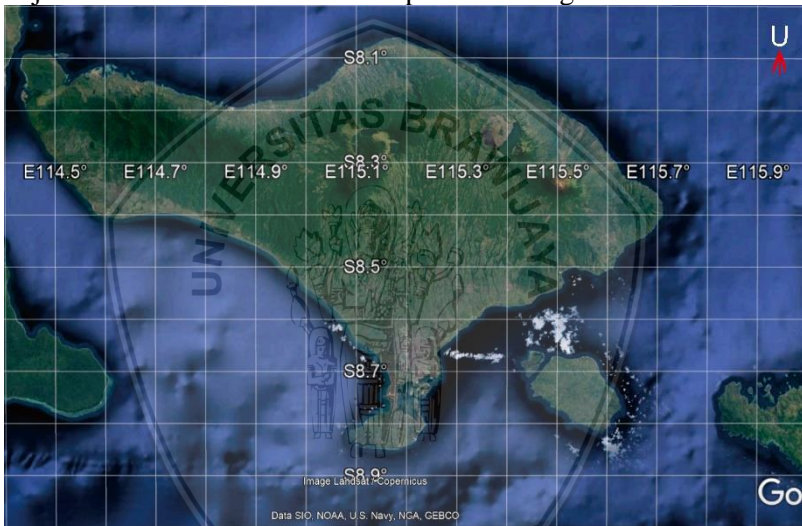 U
S8.1°
UNIVERSITAS BRAWIJAYA
S8.3°
E114.5° E114.7° E114.9° E115.1° E115.3° E115.5° E115.7° E115.9°
S8.5°
S8.7°
S8.9°
Image Landsat / Copernicus
Data SIO, NOAA, U.S. Navy, NGA, GEBCO
Go